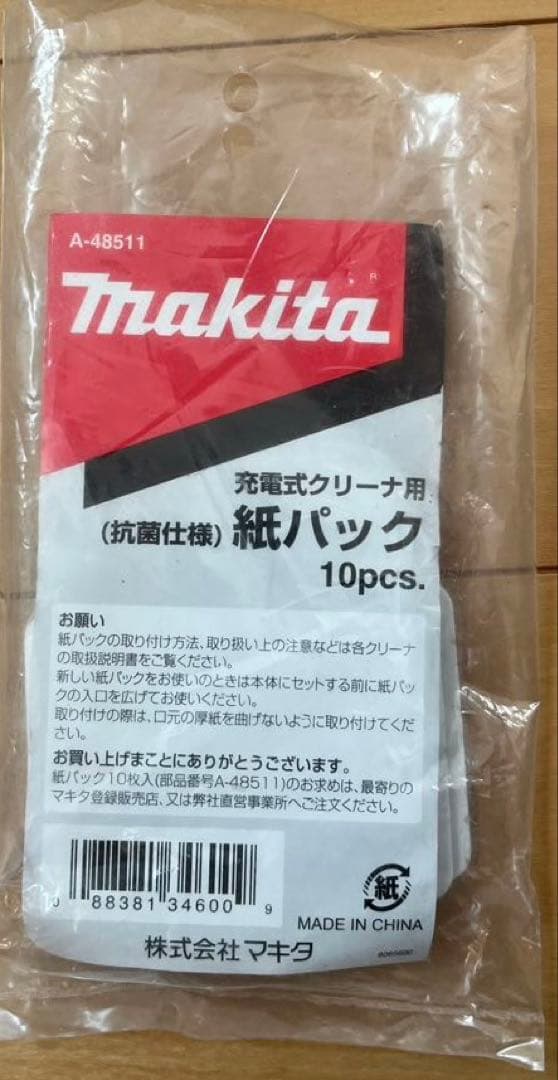 A-48511
makita®
充電式クリーナ用
(抗菌仕様) 紙パック
10pcs.
お願い
紙パックの取り付け方法、取り扱い上の注意などは各クリーナ
の取扱説明書をご覧ください。
新しい紙パックをお使いのときは本体にセットする前に紙パッ
クの入口を広げてお使いください。
取り付けの際は、口元の厚紙を曲げないように取り付けてくだ
さい。
お買い上げまことにありがとうございます。
紙パック10枚入(部品番号A-48511)のお求めは、最寄りの
マキタ登録販売店、又は弊社直営事業所へご注文ください。
0 88381 34600 9
紙
MADE IN CHINA
株式会社マキタ